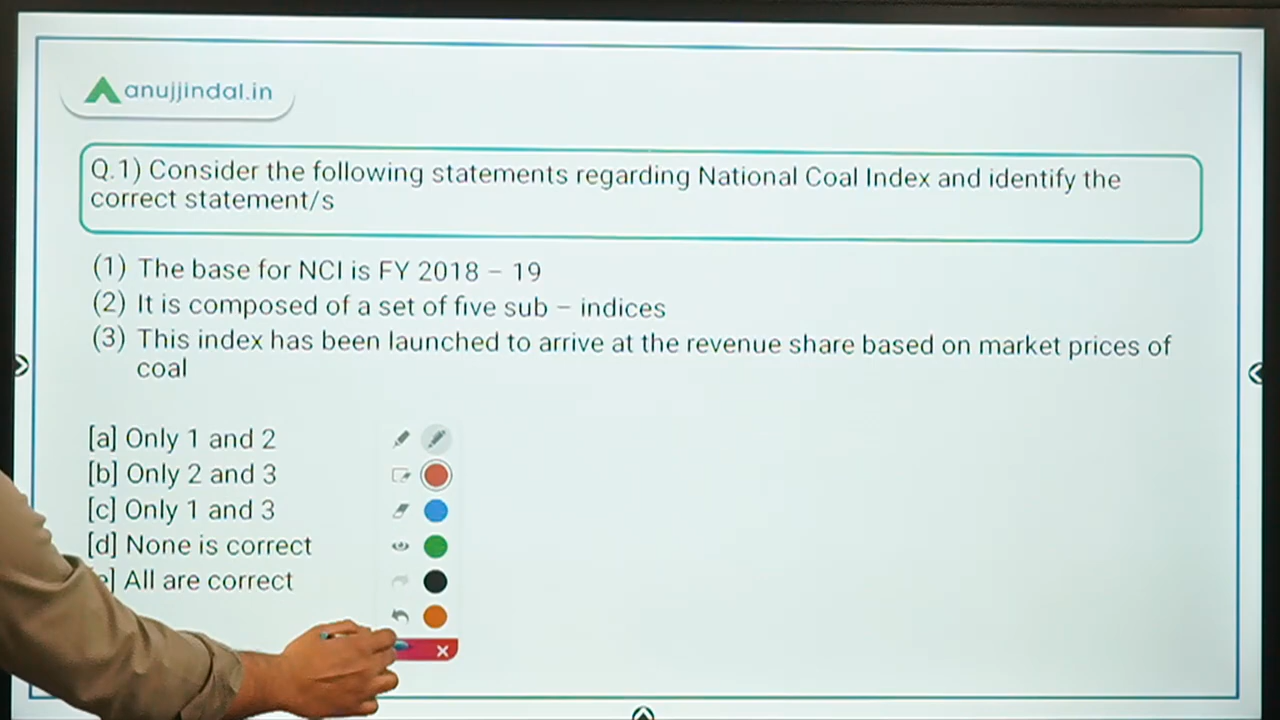 anujjindal.in
Q.1) Consider the following statements regarding National Coal Index and identify the
correct statement/s
(1) The base for NCI is FY 2018 – 19
(2) It is composed of a set of five sub – indices
(3) This index has been launched to arrive at the revenue share based on market prices of
coal
[a] Only 1 and 2
[b] Only 2 and 3
[c] Only 1 and 3
[d] None is correct
e] All are correct